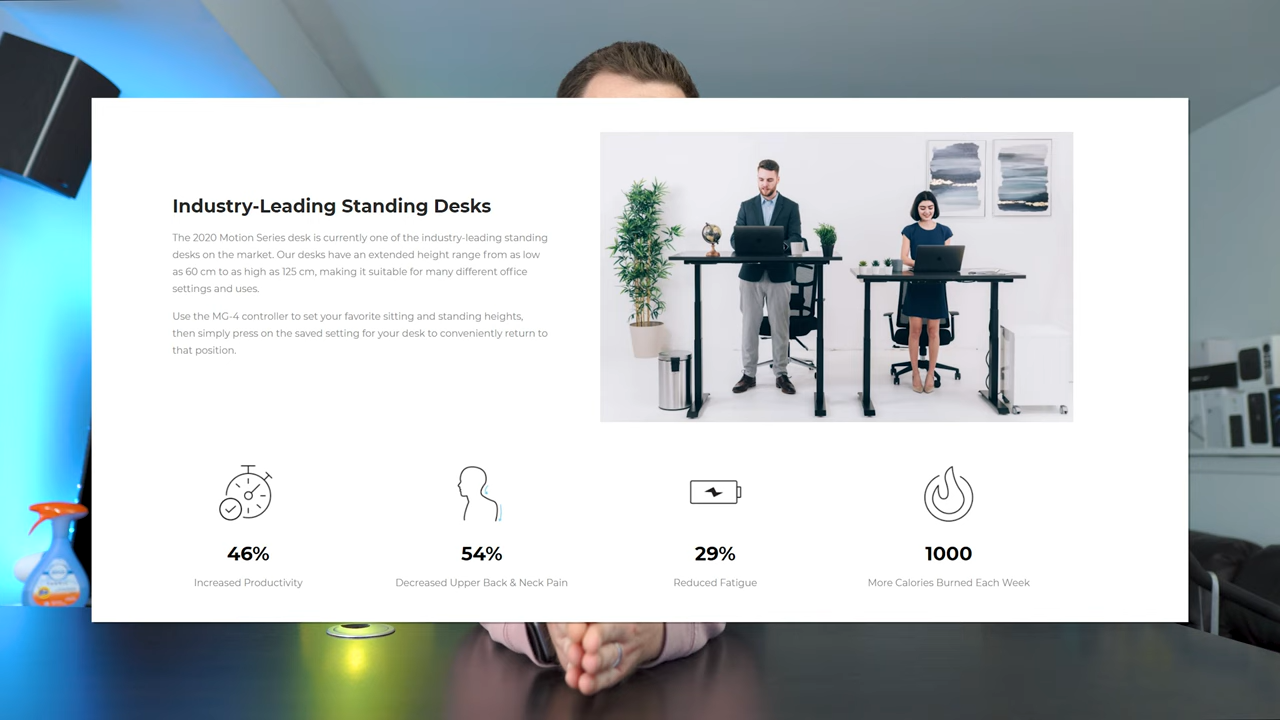 Industry-Leading Standing Desks
The 2020 Motion Series desk is currently one of the industry-leading standing
desks on the market. Our desks have an extended height range from as low
as 60 cm to as high as 125 cm, making it suitable for many different office
settings and uses.
Use the MG-4 controller to set your favorite sitting and standing heights,
then simply press on the saved setting for your desk to conveniently return to
that position.
46%
54%
29%
1000
Increased Productivity
Decreased Upper Back & Neck Pain
Reduced Fatigue
More Calories Burned Each Week